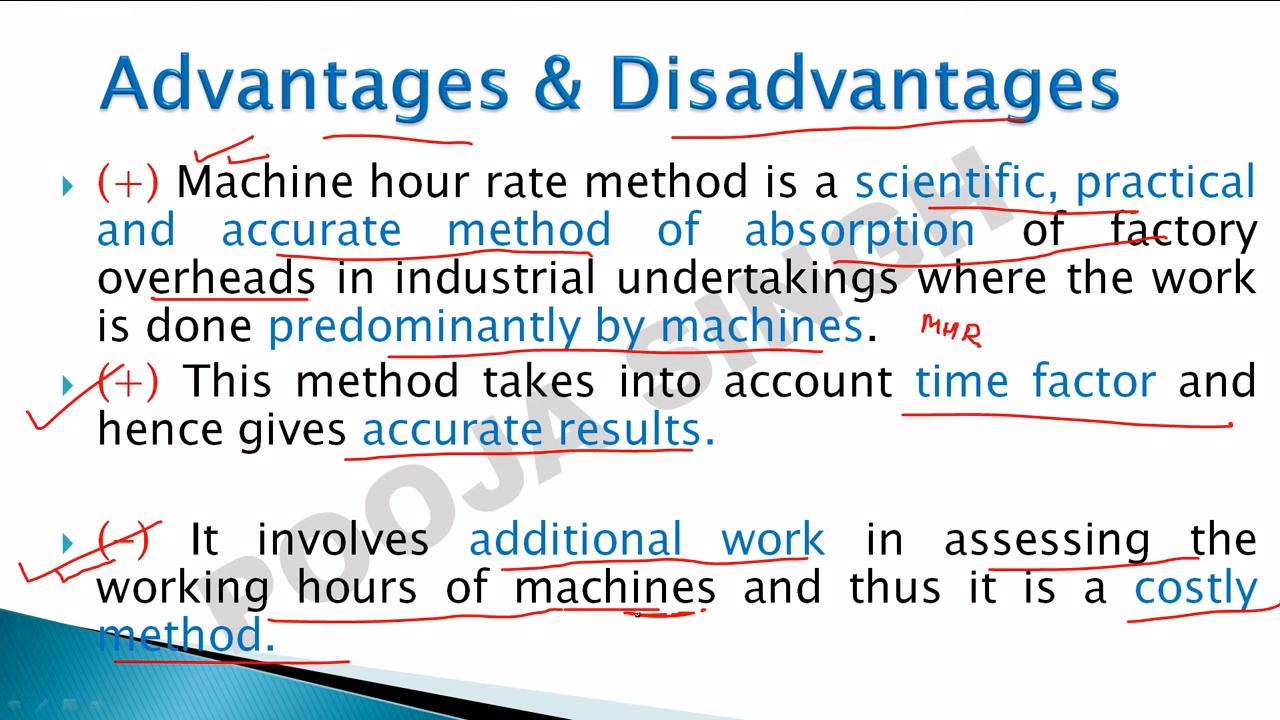 Advantages & Disadvantages
(+) Machine hour rate method is a scientific, practical
and accurate method of absorption of factory
overheads in industrial undertakings where the work
is done predominantly by machines. MHR
(+) This method takes into account time factor and
hence gives accurate results.
(-) It involves additional work in assessing the
working hours of machines and thus it is a costly
method.
POOJA SINGH